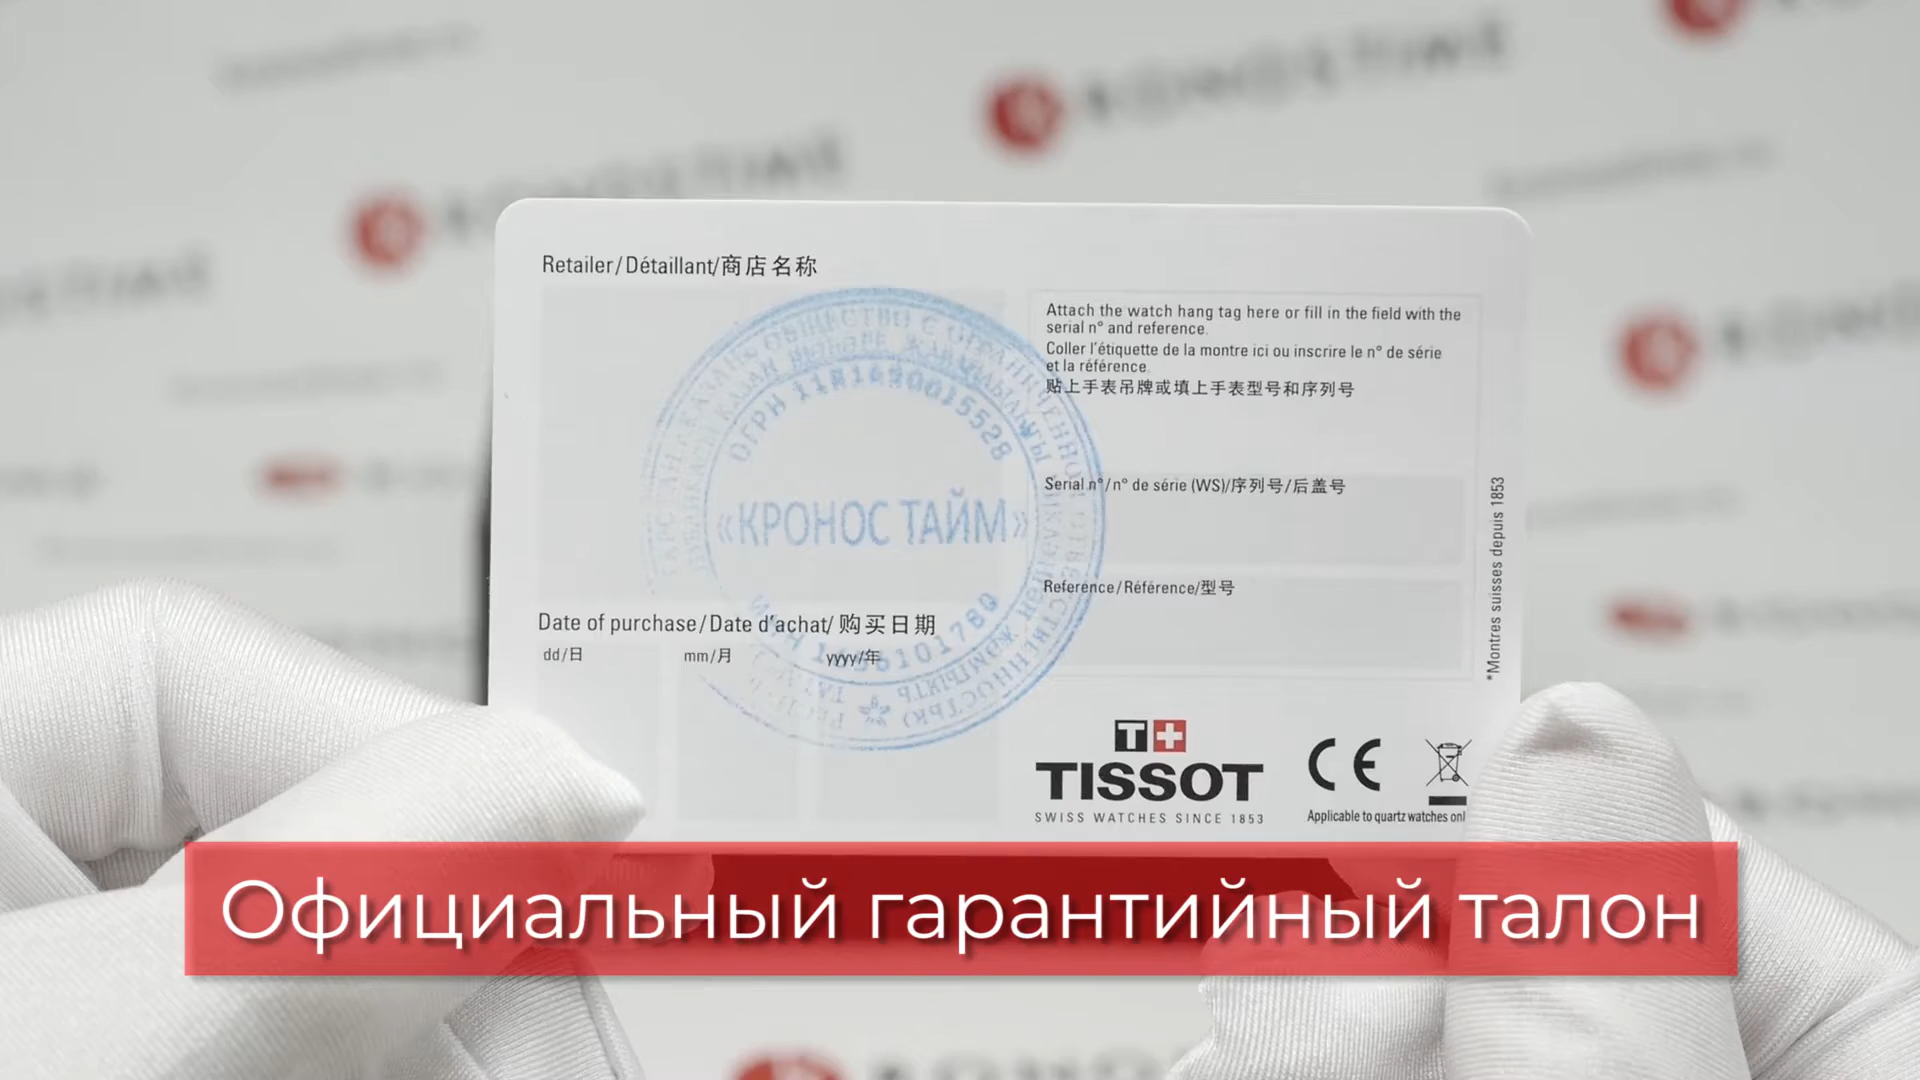 KONOSTIME
Retailer/Détaillant/商店名称
Attach the watch hang tag here or fill in the field with the
serial n° and reference.
Coller l'étiquette de la montre ici ou inscrire le n° de série
et la référence.
贴上手表吊牌或填上手表型号和序列号
ОБЩЕСТВО С ОГРАНИЧЕННОЙ ОТВЕТСТВЕННОСТЬЮ
ОГРН 1181690015528
«КРОНОС ТАЙМ»
Serial n°/n° de série (WS)/序列号/后盖号
Reference/Référence/型号
Date of purchase/Date d'achat/购买日期
dd/日
mm/月
yyyy/年
*Montres suisses depuis 1853
T+
TISSOT
SWISS WATCHES SINCE 1853
CE
Applicable to quartz watches onl
Официальный гарантийный талон